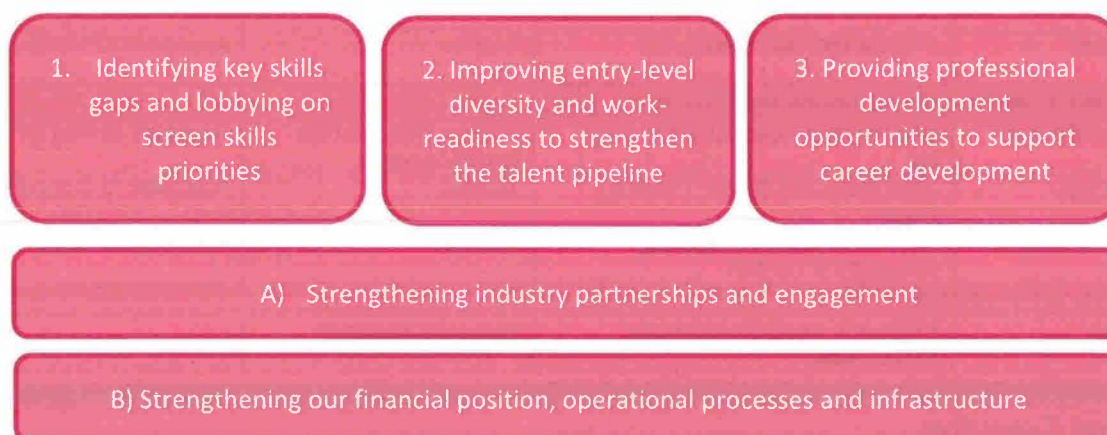 1. Identifying key skills
gaps and lobbying on
screen skills
priorities
2. Improving entry-level
diversity and work-
readiness to strengthen
the talent pipeline
3. Providing professional
development
opportunities to support
career development
A) Strengthening industry partnerships and engagement
B) Strengthening our financial position, operational processes and infrastructure